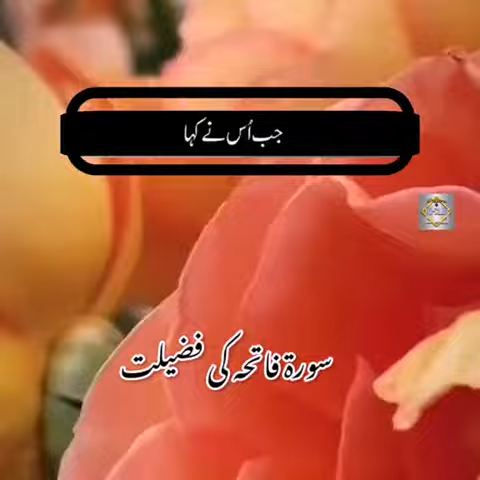 جب اُس نے کہا
سورۃ فاتحہ کی فضیلت